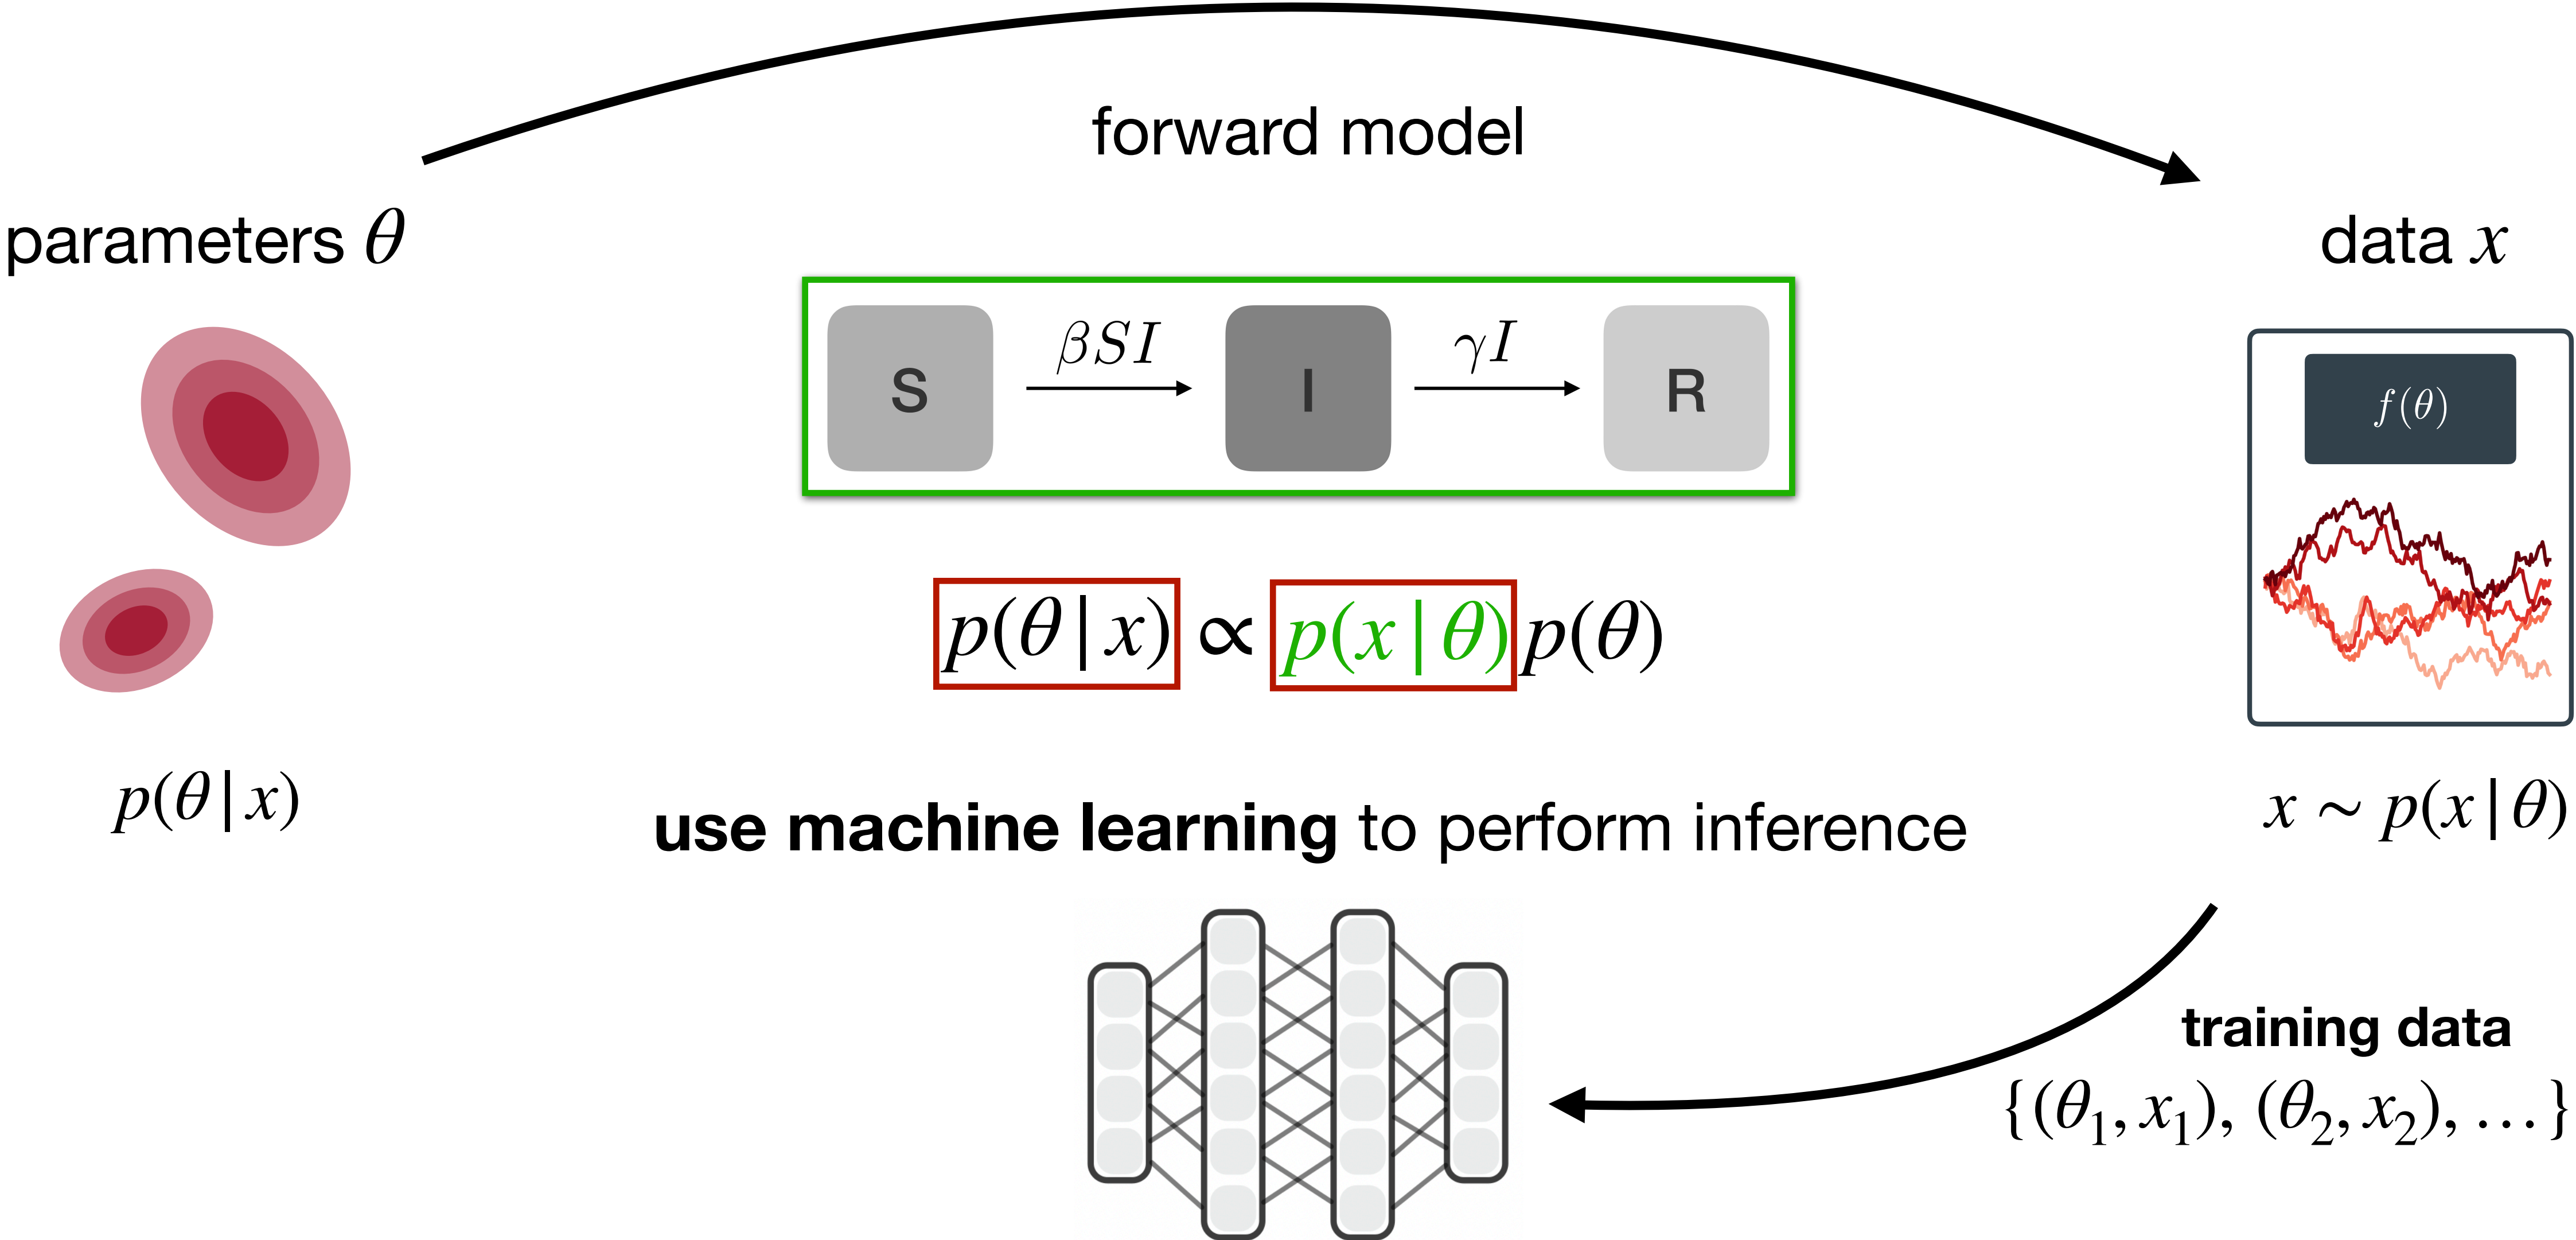 forward model
parameters θ
data x
S
βSI
I
γI
R
f(θ)
p(θ|x) ∝ p(x|θ)p(θ)
p(θ|x)
use machine learning to perform inference
x ∼ p(x|θ)
training data
{(θ₁, x₁), (θ₂, x₂), …}